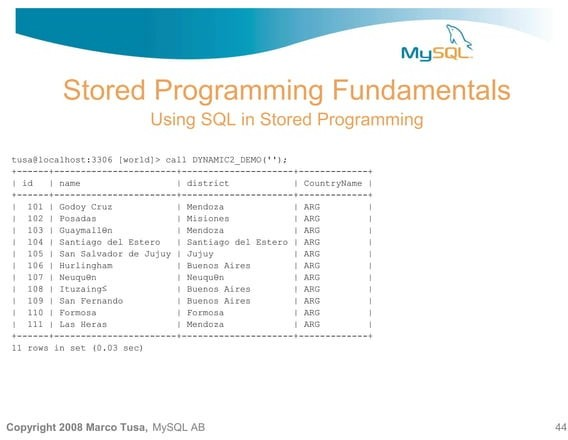 MySQL
Stored Programming Fundamentals
Using SQL in Stored Programming
tusa@localhost:3306 [world]> call DYNAMIC2_DEMO('');
+------+-----------------------+---------------------+-------------+
| id | name | district | CountryName |
+------+-----------------------+---------------------+-------------+
| 101 | Godoy Cruz | Mendoza | ARG |
| 102 | Posadas | Misiones | ARG |
| 103 | Guaymallθn | Mendoza | ARG |
| 104 | Santiago del Estero | Santiago del Estero | ARG |
| 105 | San Salvador de Jujuy | Jujuy | ARG |
| 106 | Hurlingham | Buenos Aires | ARG |
| 107 | Neuquθn | Neuquθn | ARG |
| 108 | Ituzaing≤ | Buenos Aires | ARG |
| 109 | San Fernando | Buenos Aires | ARG |
| 110 | Formosa | Formosa | ARG |
| 111 | Las Heras | Mendoza | ARG |
+------+-----------------------+---------------------+-------------+
11 rows in set (0.03 sec)
Copyright 2008 Marco Tusa, MySQL AB
44